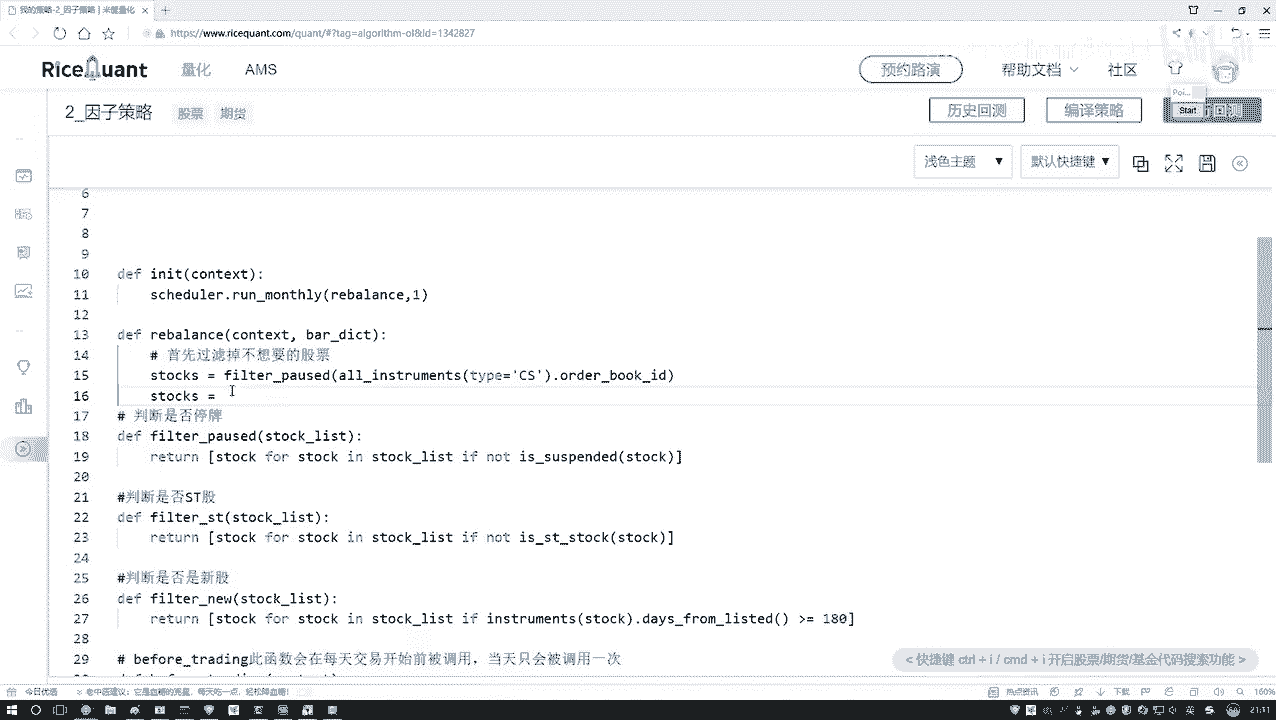 我的策略-2_因子策略 | 米筐量化
https://www.ricequant.com/quant/#?tag=algorithm-ol&id=1342827
RiceQuant 量化 AMS 预约路演 帮助文档 社区
2_因子策略 股票 期货 历史回测 编译策略 Start
浅色主题 默认快捷键
6
7
8
9
10 def init(context):
11 scheduler.run_monthly(rebalance,1)
12
13 def rebalance(context, bar_dict):
14 # 首先过滤掉不想要的股票
15 stocks = filter_paused(all_instruments(type='CS').order_book_id)
16 stocks =
17 # 判断是否停牌
18 def filter_paused(stock_list):
19 return [stock for stock in stock_list if not is_suspended(stock)]
20
21 #判断是否ST股
22 def filter_st(stock_list):
23 return [stock for stock in stock_list if not is_st_stock(stock)]
24
25 #判断是否是新股
26 def filter_new(stock_list):
27 return [stock for stock in stock_list if instruments(stock).days_from_listed() >= 180]
28
29 # before_trading此函数会在每天交易开始前被调用，当天只会被调用一次
<快捷键 ctrl + i / cmd + i 开启股票/期货/基金代码搜索功能 >
今日优选 热点资讯 下载 160%
21:11